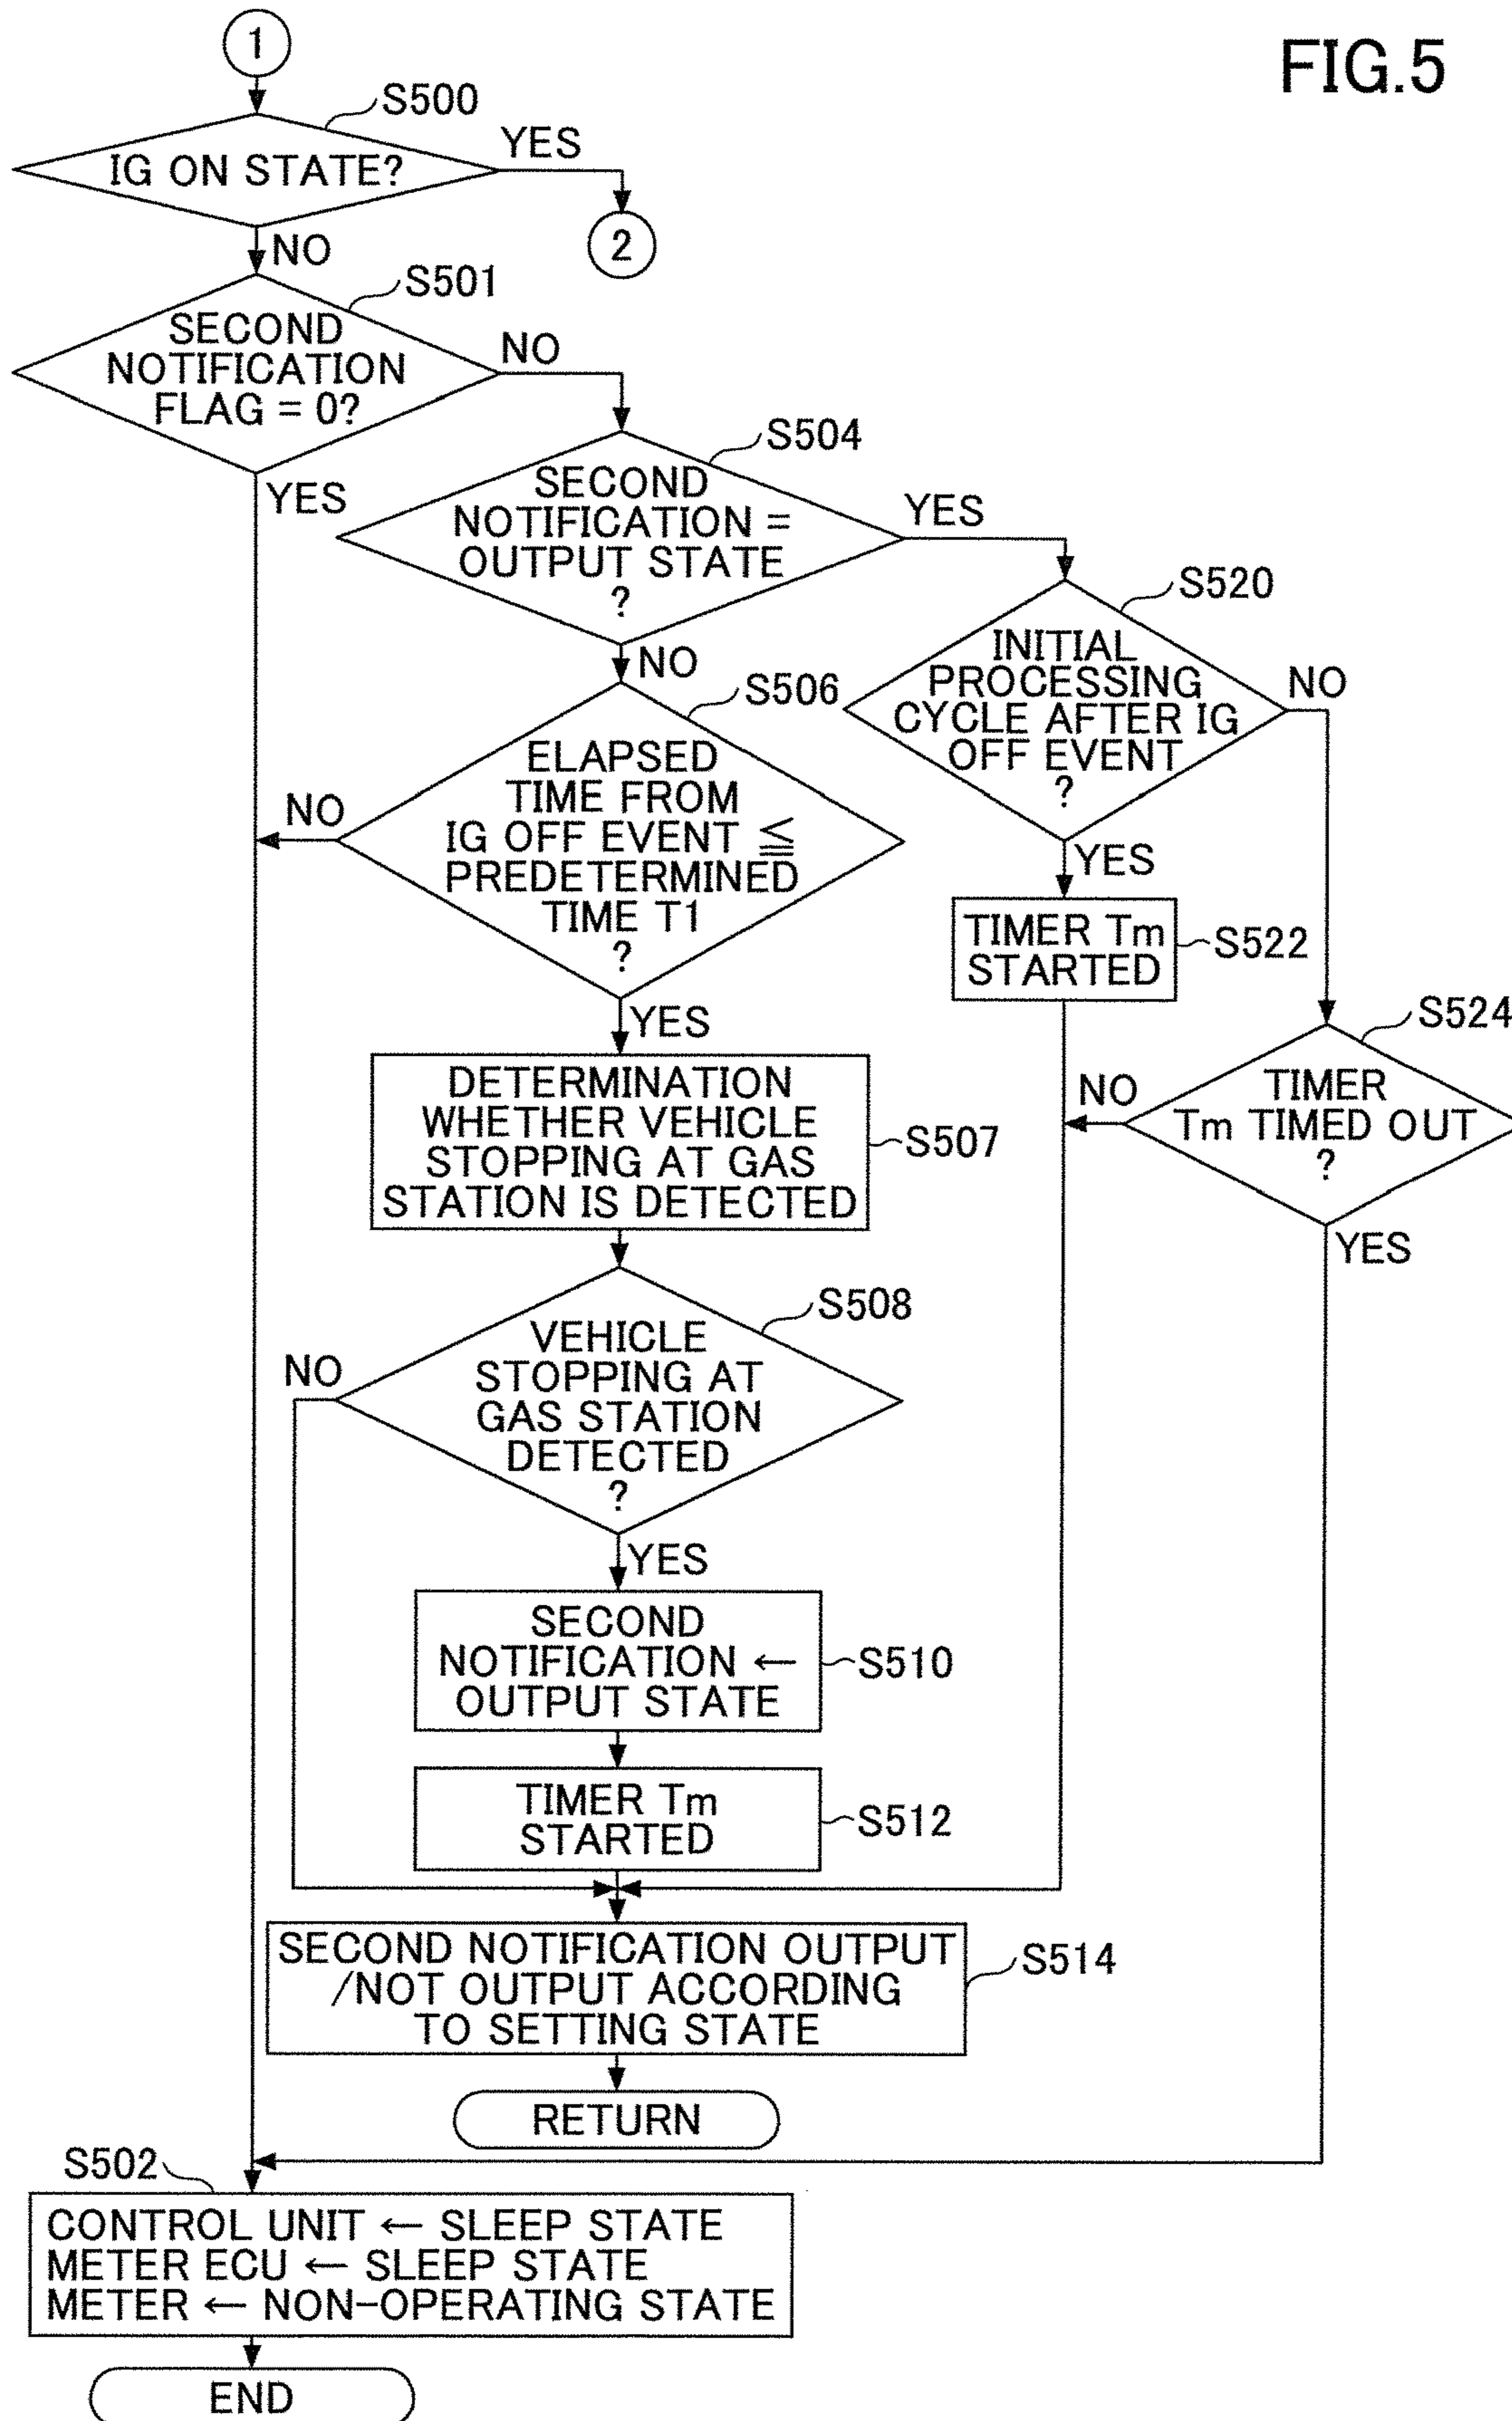 FIG.5
1
S500
IG ON STATE?
YES
2
NO
S501
SECOND
NOTIFICATION
FLAG = 0?
NO
YES
S504
SECOND
NOTIFICATION =
OUTPUT STATE
?
YES
NO
S520
INITIAL
PROCESSING
CYCLE AFTER IG
OFF EVENT
?
NO
YES
S506
ELAPSED
TIME FROM
IG OFF EVENT ≦
PREDETERMINED
TIME T1
?
NO
YES
TIMER Tm
STARTED
S522
S524
TIMER
Tm TIMED OUT
?
NO
YES
DETERMINATION
WHETHER VEHICLE
STOPPING AT GAS
STATION IS DETECTED
S507
S508
VEHICLE
STOPPING AT
GAS STATION
DETECTED
?
NO
YES
SECOND
NOTIFICATION ←
OUTPUT STATE
S510
TIMER Tm
STARTED
S512
SECOND NOTIFICATION OUTPUT
/NOT OUTPUT ACCORDING
TO SETTING STATE
S514
RETURN
S502
CONTROL UNIT ← SLEEP STATE
METER ECU ← SLEEP STATE
METER ← NON-OPERATING STATE
END